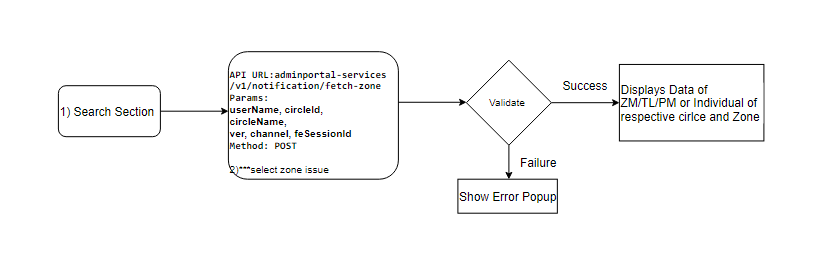 1) Search Section
API URL:adminportal-services
/v1/notification/fetch-zone
Params:
userName, circleId,
circleName,
ver, channel, feSessionId
Method: POST
2)***select zone issue
Validate
Success
Displays Data of
ZM/TL/PM or Individual of
respective cirlce and Zone
Failure
Show Error Popup